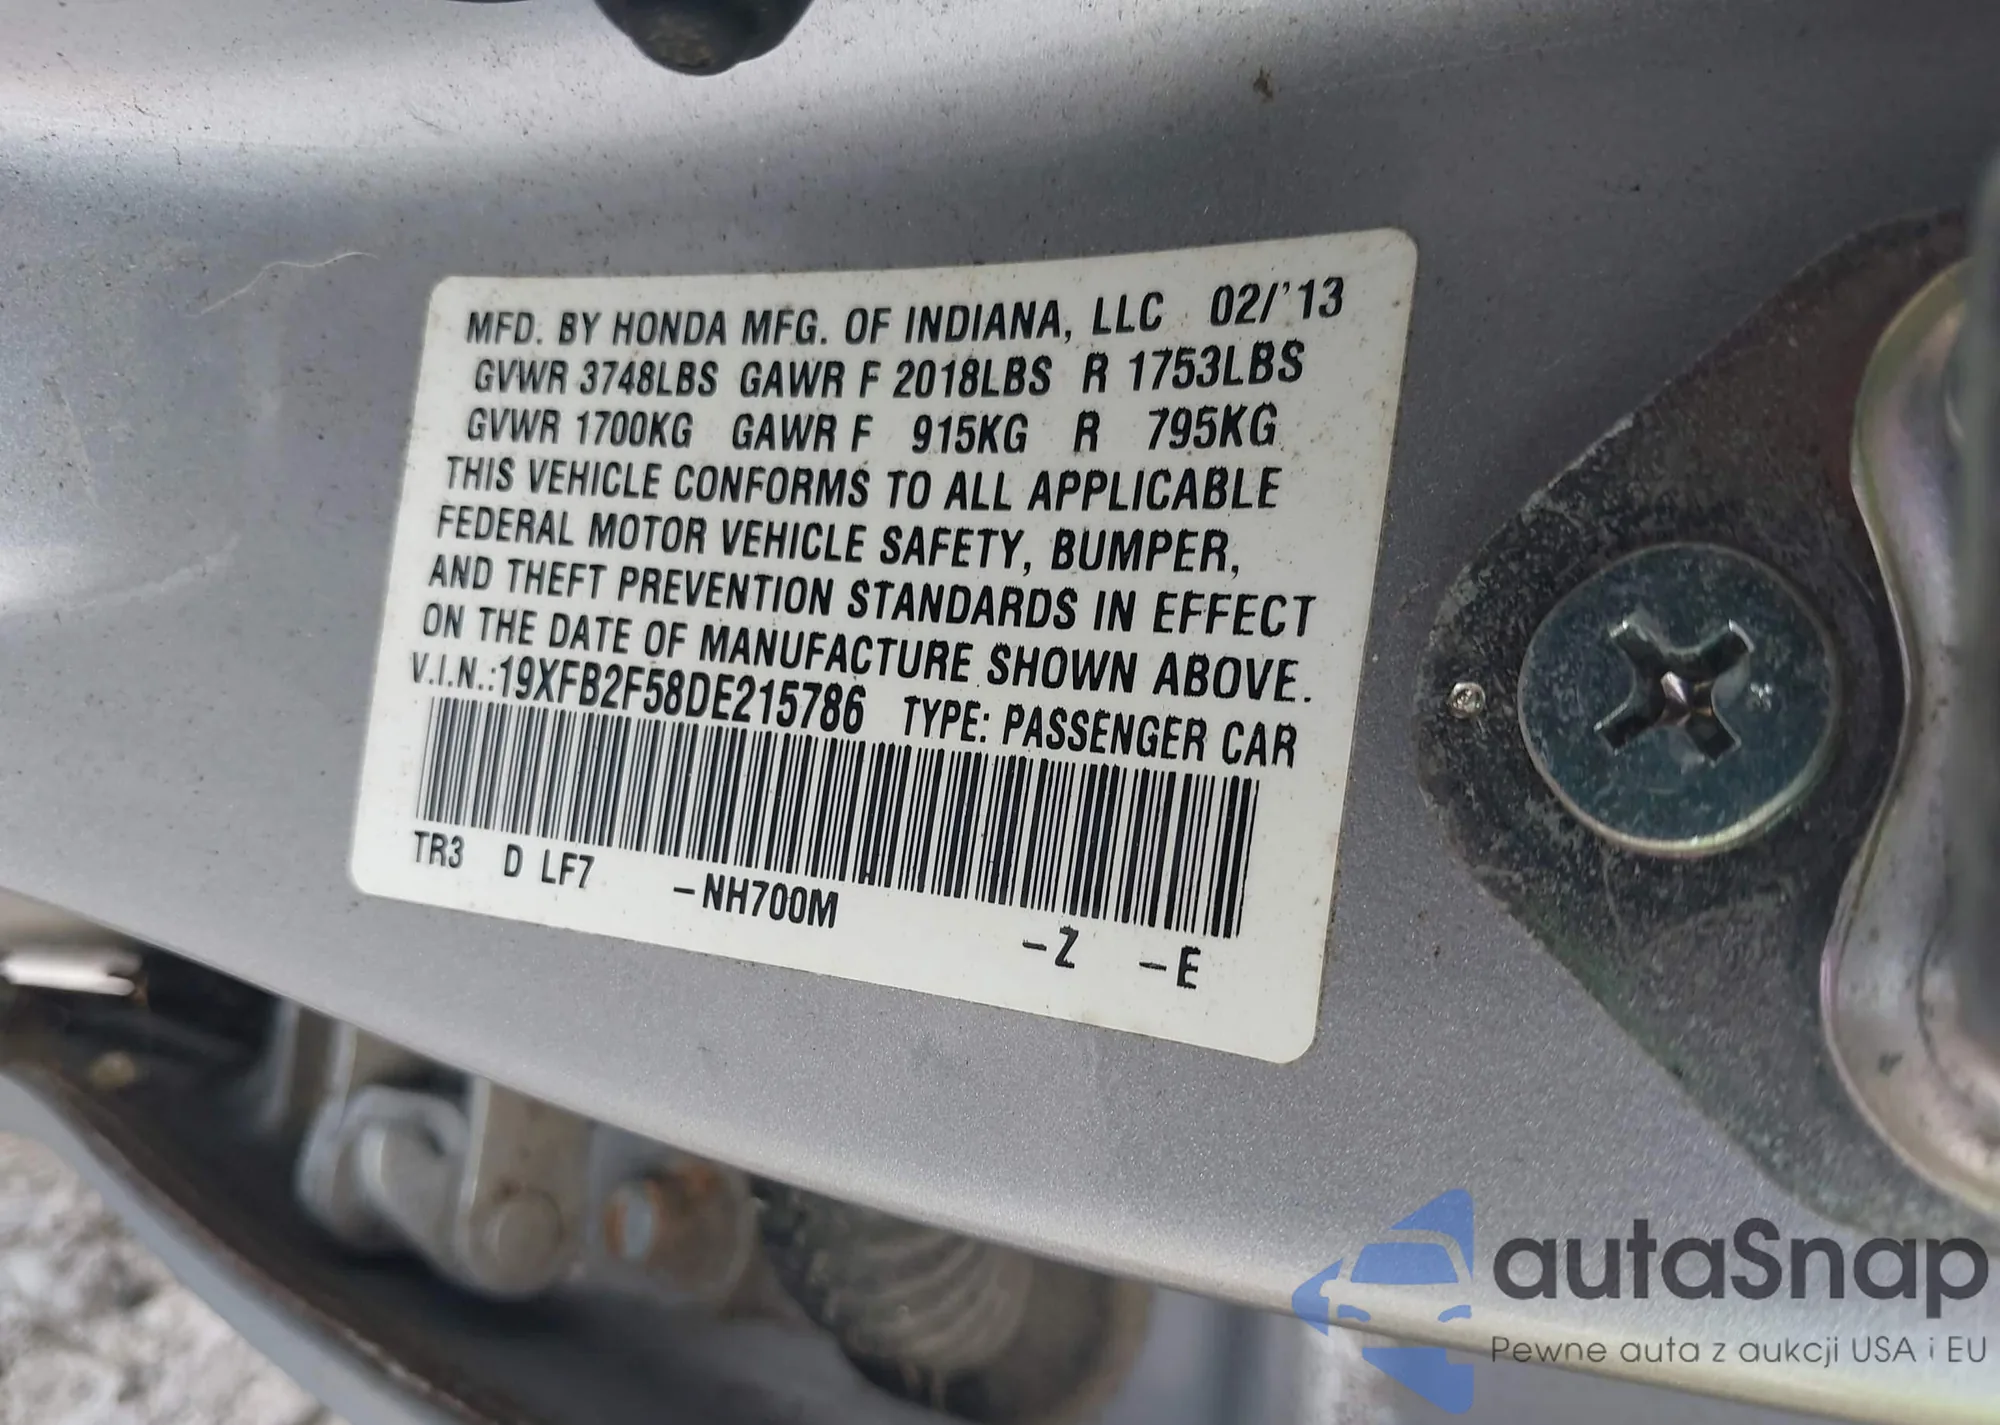 MFD. BY HONDA MFG. OF INDIANA, LLC 02/'13
GVWR 3748LBS GAWR F 2018LBS R 1753LBS
GVWR 1700KG GAWR F 915KG R 795KG
THIS VEHICLE CONFORMS TO ALL APPLICABLE
FEDERAL MOTOR VEHICLE SAFETY, BUMPER,
AND THEFT PREVENTION STANDARDS IN EFFECT
ON THE DATE OF MANUFACTURE SHOWN ABOVE.
V.I.N.:19XFB2F58DE215786 TYPE: PASSENGER CAR
TR3 D LF7 -NH700M -Z -E
autaSnap
Pewne auta z aukcji USA i EU